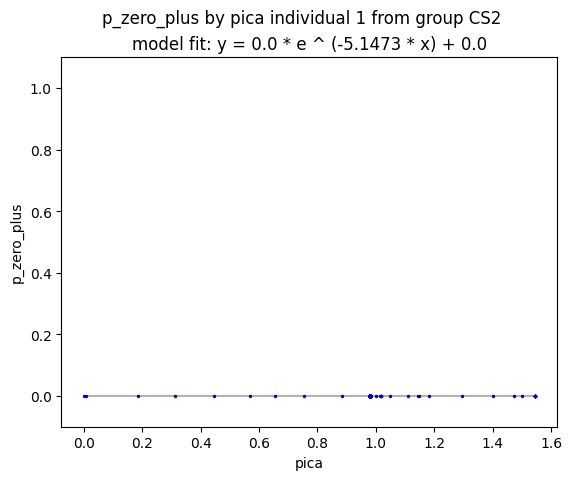 p_zero_plus by pica individual 1 from group CS2
model fit: y = 0.0 * e ^ (-5.1473 * x) + 0.0
1.0
0.8
0.6
0.4
0.2
0.0
p_zero_plus
0.0 0.2 0.4 0.6 0.8 1.0 1.2 1.4 1.6
pica